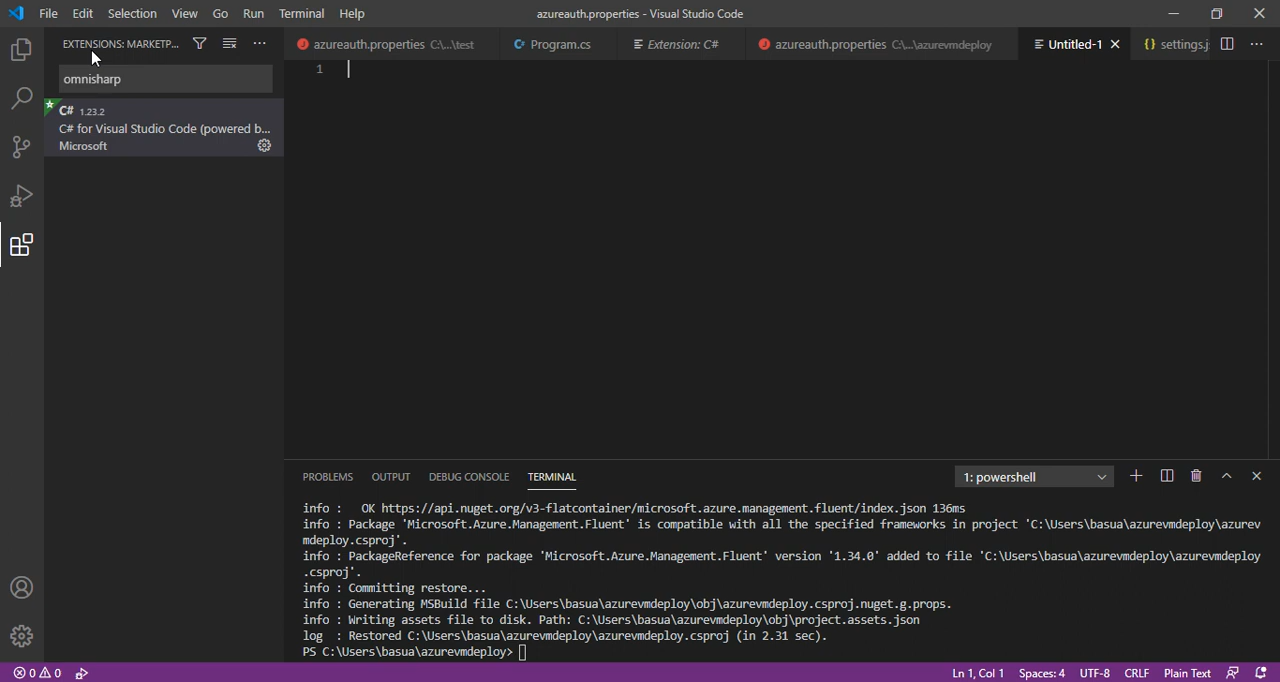 File Edit Selection View Go Run Terminal Help
azureauth.properties - Visual Studio Code
EXTENSIONS: MARKETP...
azureauth.properties C:\...\test
Program.cs
Extension: C#
azureauth.properties C:\...\azurevmdeploy
Untitled-1
{} settings.j
omnisharp
C# 1.23.2
C# for Visual Studio Code (powered b...
Microsoft
1
PROBLEMS OUTPUT DEBUG CONSOLE TERMINAL
1: powershell
info : OK https://api.nuget.org/v3-flatcontainer/microsoft.azure.management.fluent/index.json 136ms
info : Package 'Microsoft.Azure.Management.Fluent' is compatible with all the specified frameworks in project 'C:\Users\basua\azurevmdeploy\azurev
mdeploy.csproj'.
info : PackageReference for package 'Microsoft.Azure.Management.Fluent' version '1.34.0' added to file 'C:\Users\basua\azurevmdeploy\azurevmdeploy
.csproj'.
info : Committing restore...
info : Generating MSBuild file C:\Users\basua\azurevmdeploy\obj\azurevmdeploy.csproj.nuget.g.props.
info : Writing assets file to disk. Path: C:\Users\basua\azurevmdeploy\obj\project.assets.json
log : Restored C:\Users\basua\azurevmdeploy\azurevmdeploy.csproj (in 2.31 sec).
PS C:\Users\basua\azurevmdeploy>
0 0
Ln 1, Col 1 Spaces: 4 UTF-8 CRLF Plain Text